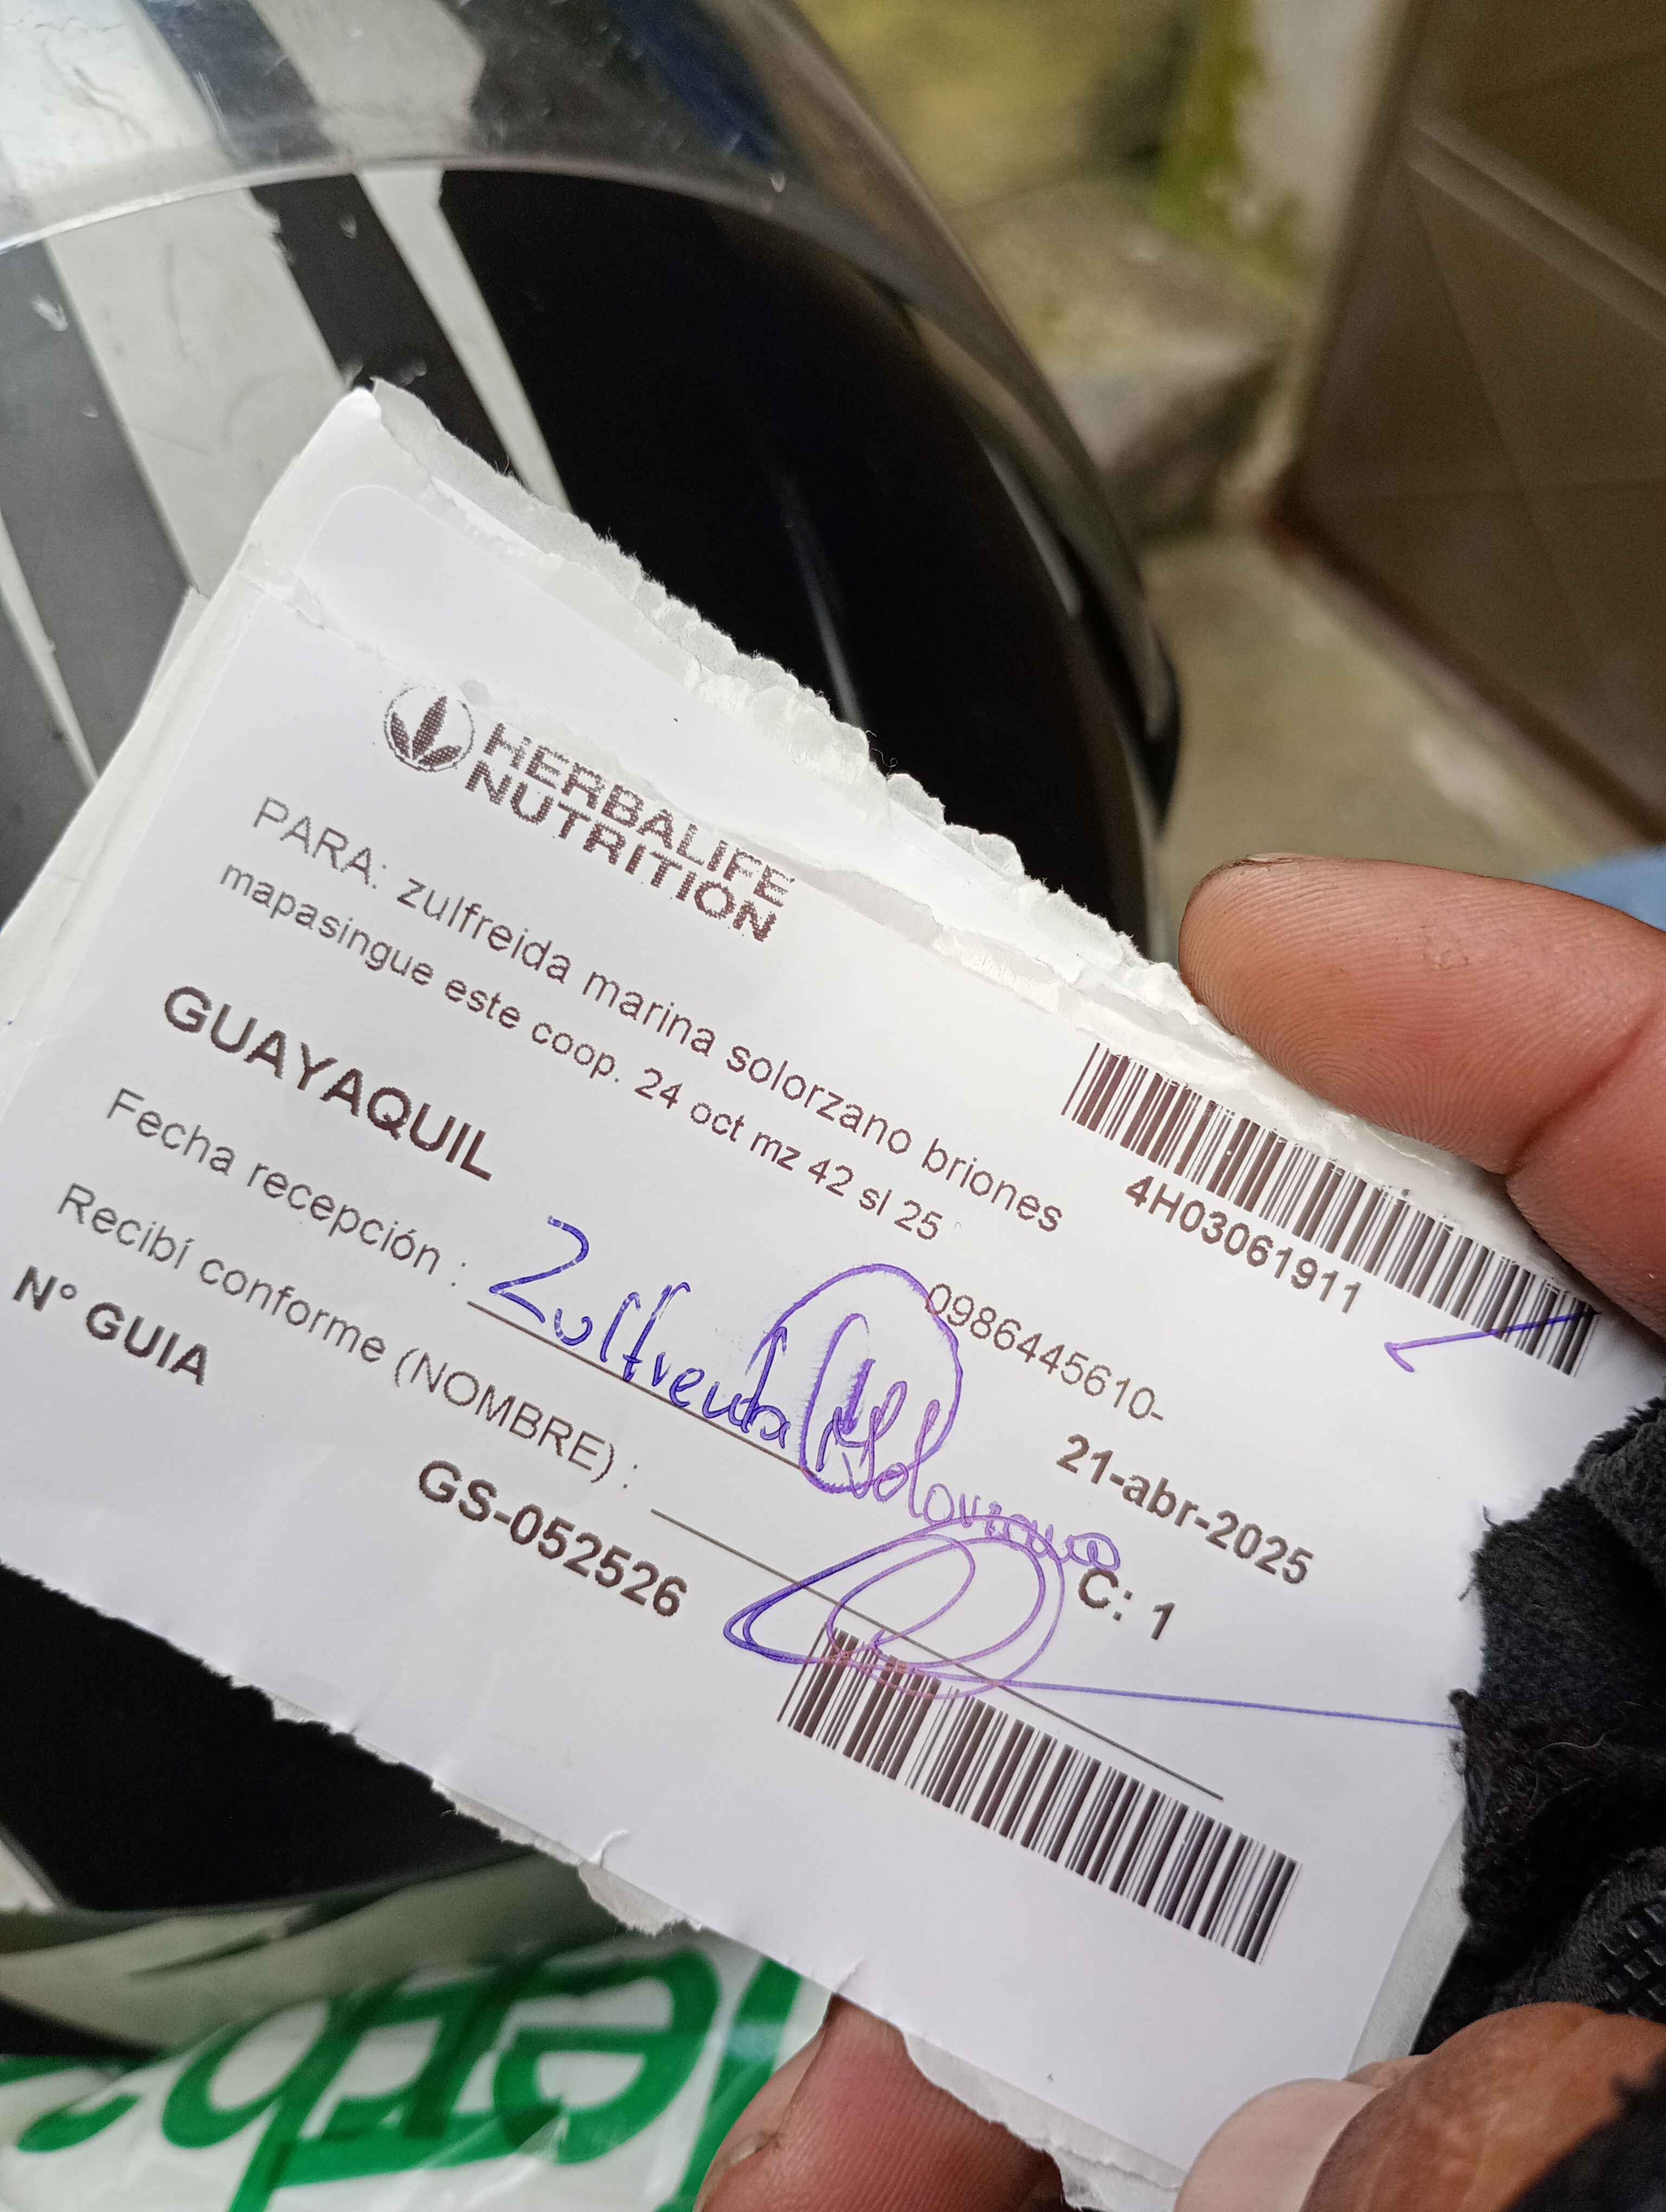 HERBALIFE
NUTRITION
PARA: zulfreida marina solorzano briones
mapasingue este coop. 24 oct mz 42 sl 25
4H03061911
GUAYAQUIL
0986445610-
Fecha recepción :
21-abr-2025
Recibí conforme (NOMBRE) :
C: 1
N° GUIA
GS-052526